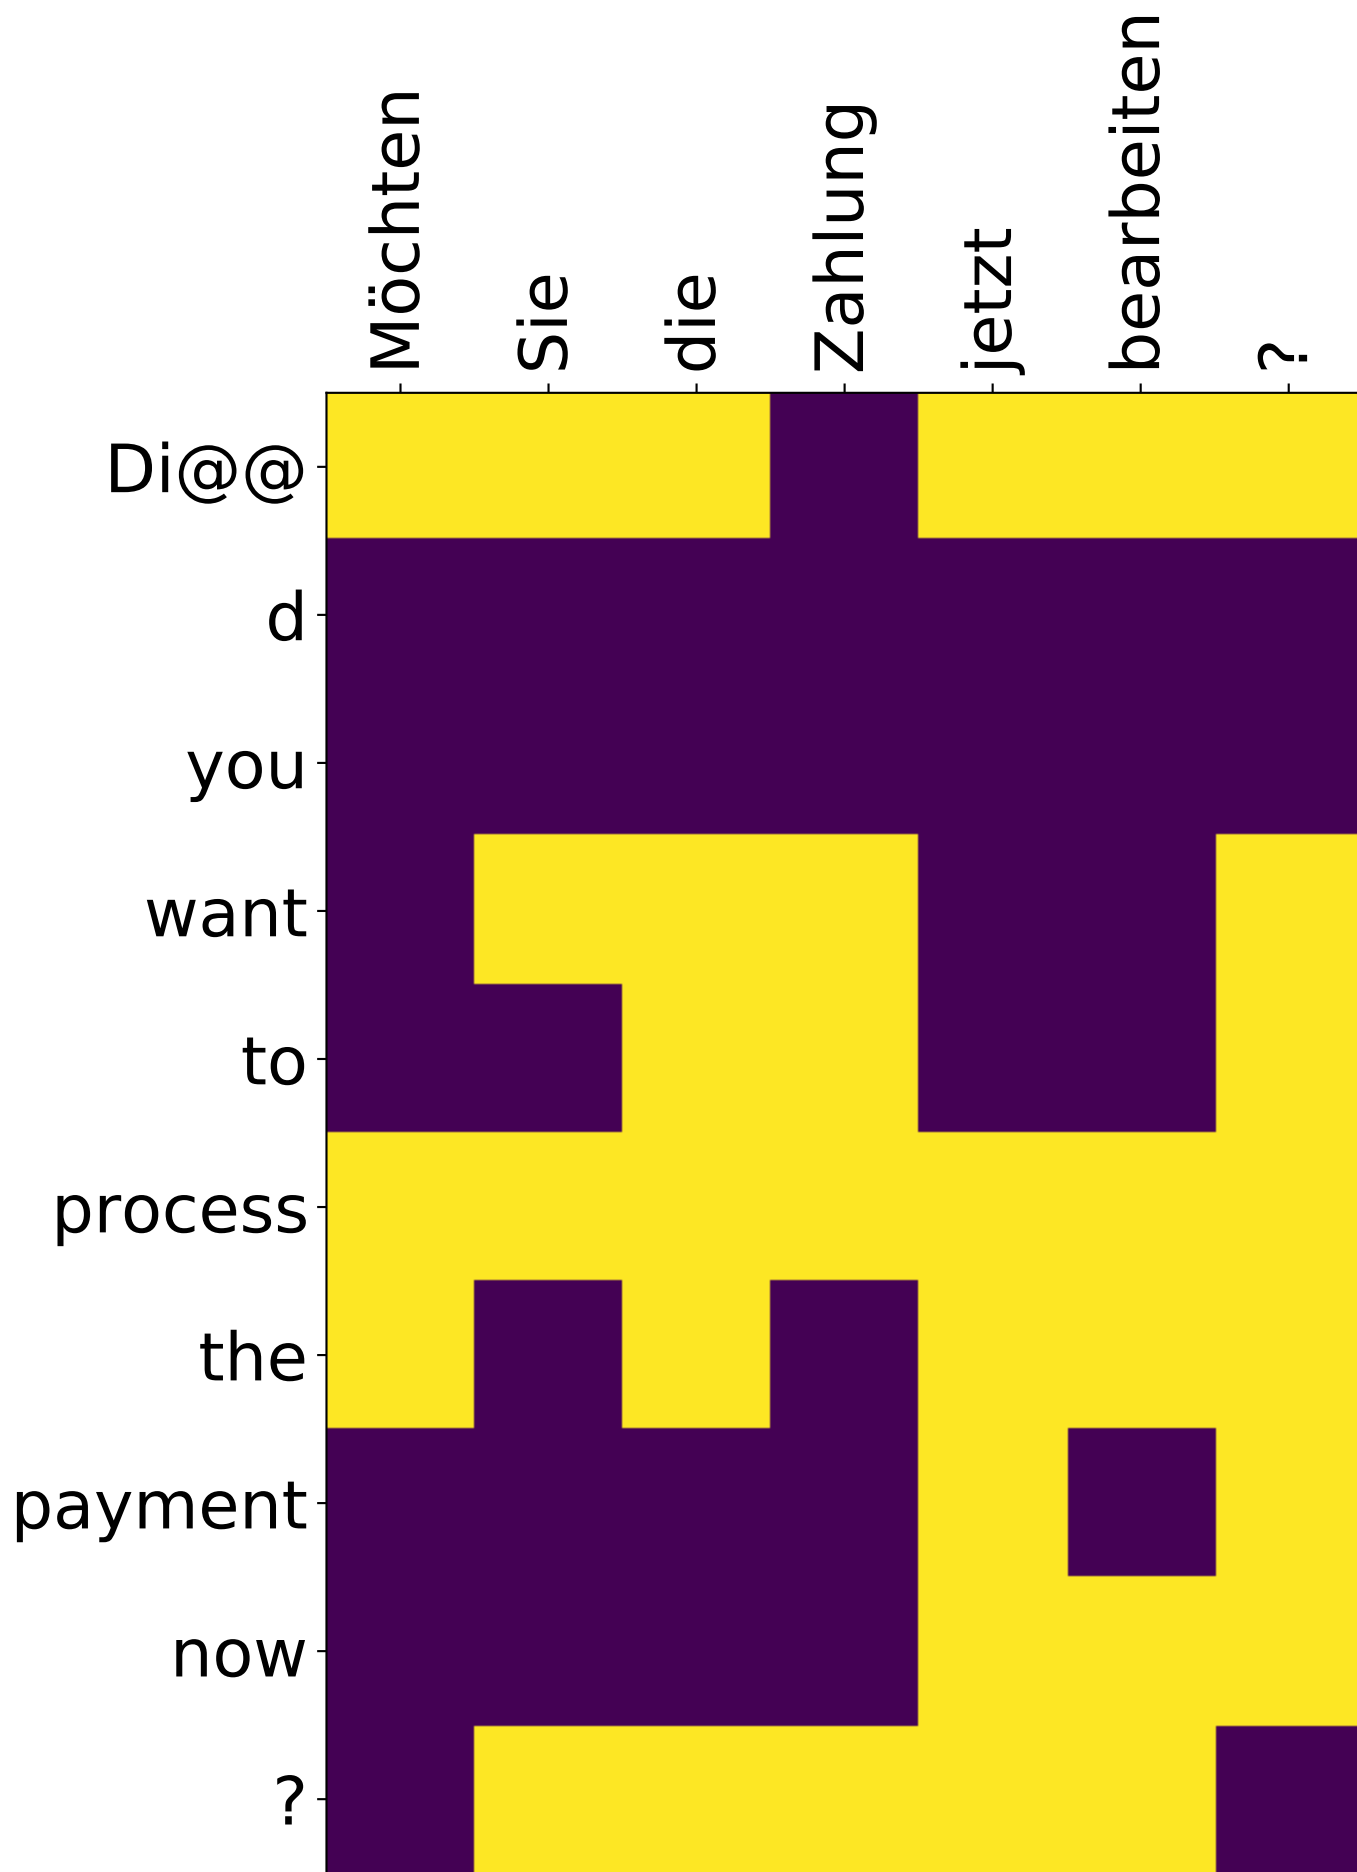 Möchten
Sie
die
Zahlung
jetzt
bearbeiten
?
Di@@
d
you
want
to
process
the
payment
now
?